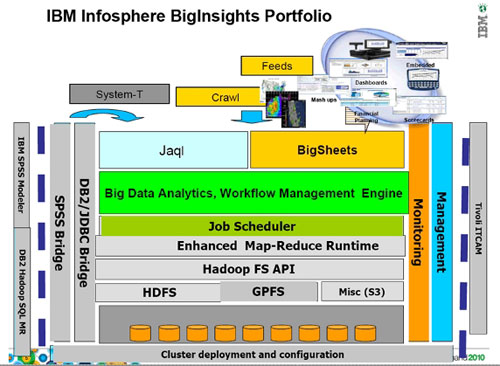 IBM Infosphere BigInsights Portfolio
IBM
Feeds
System-T
Crawl
Embedded
Dashboards
Mash ups
Financial
Planning
Scorecards
Jaql
BigSheets
Big Data Analytics, Workflow Management Engine
Job Scheduler
Enhanced Map-Reduce Runtime
Hadoop FS API
HDFS
GPFS
Misc (S3)
IBM SPSS Modeler
DB2 Hadoop SQL MR
SPSS Bridge
DB2/JDBC Bridge
Monitoring
Management
Tivoli ITCAM
Cluster deployment and configuration
2010